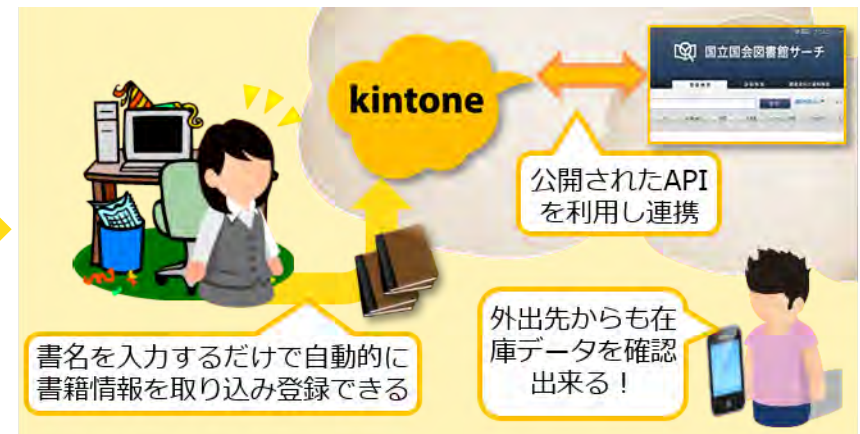 国立国会図書館サーチ
kintone
公開されたAPI
を利用し連携
外出先からも在
庫データを確認
出来る！
書名を入力するだけで自動的に
書籍情報を取り込み登録できる